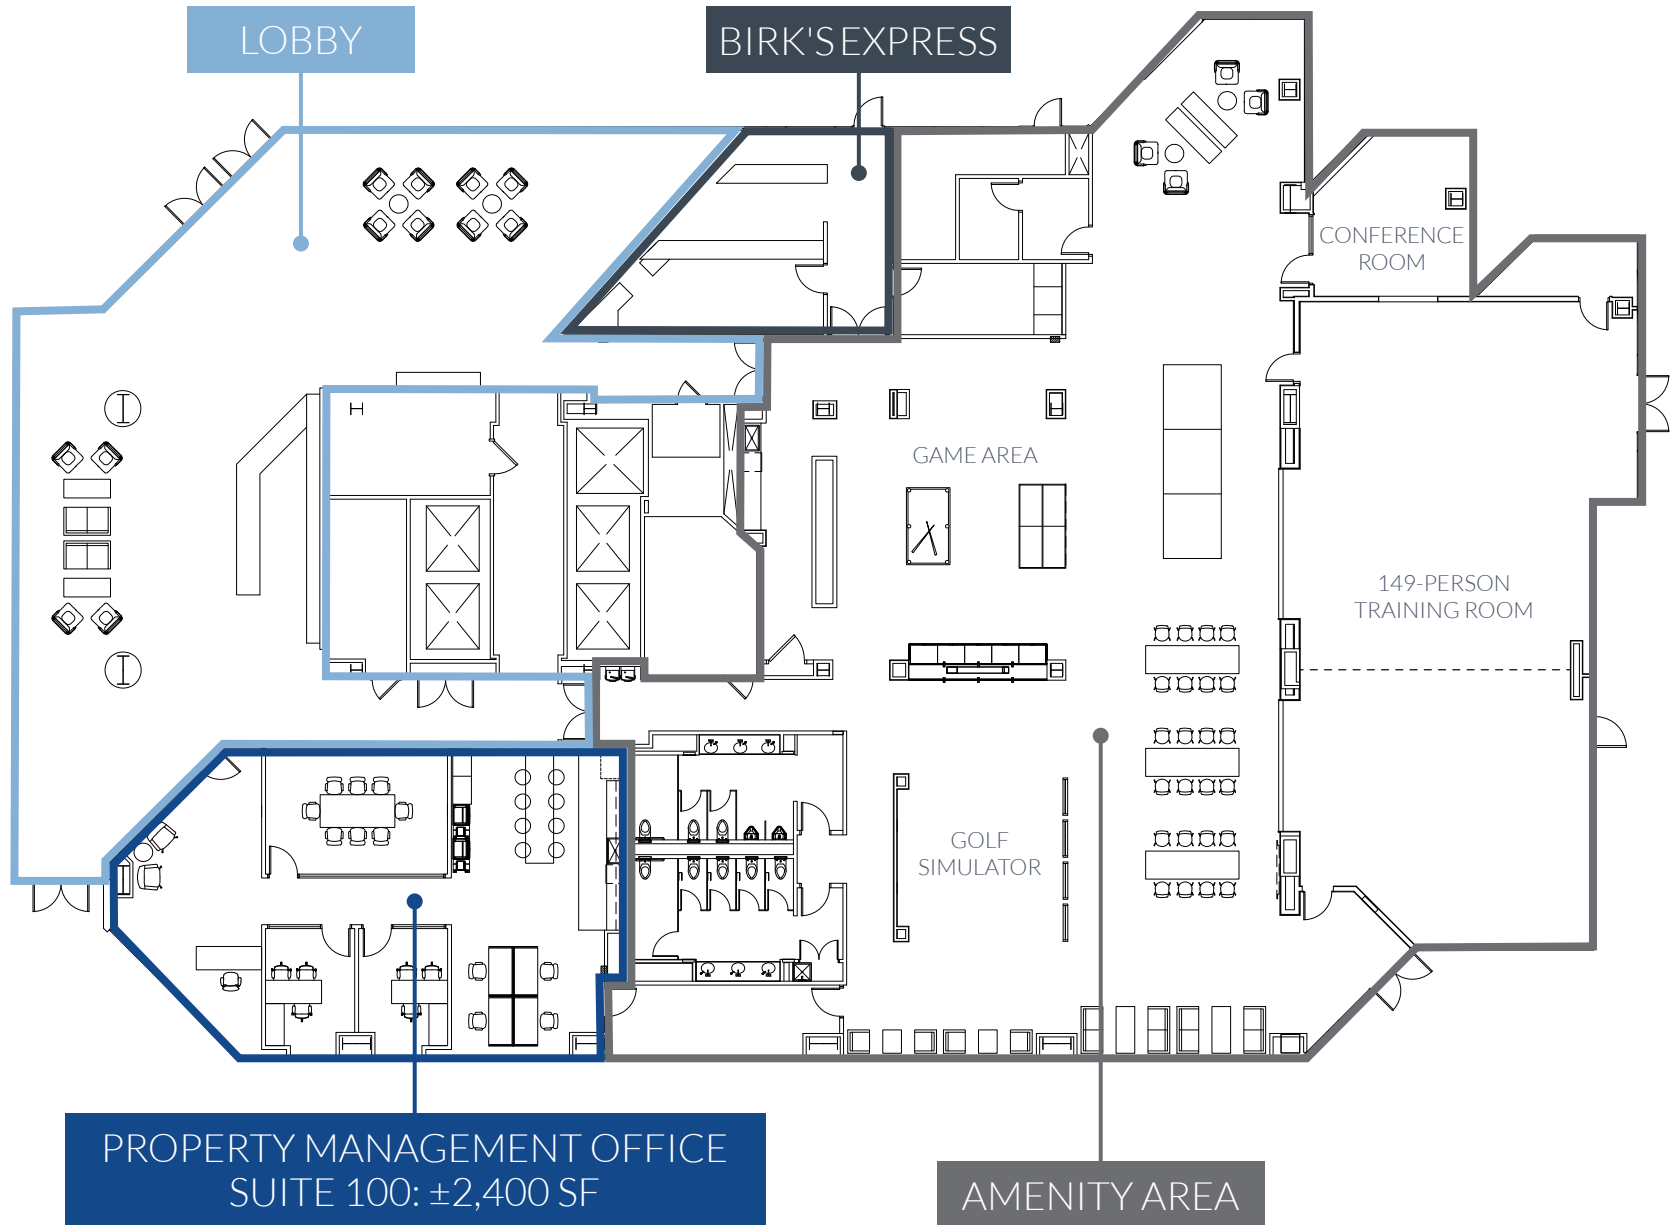 LOBBY
BIRK'S EXPRESS
CONFERENCE
ROOM
GAME AREA
149-PERSON
TRAINING ROOM
GOLF
SIMULATOR
PROPERTY MANAGEMENT OFFICE
SUITE 100: ±2,400 SF
AMENITY AREA